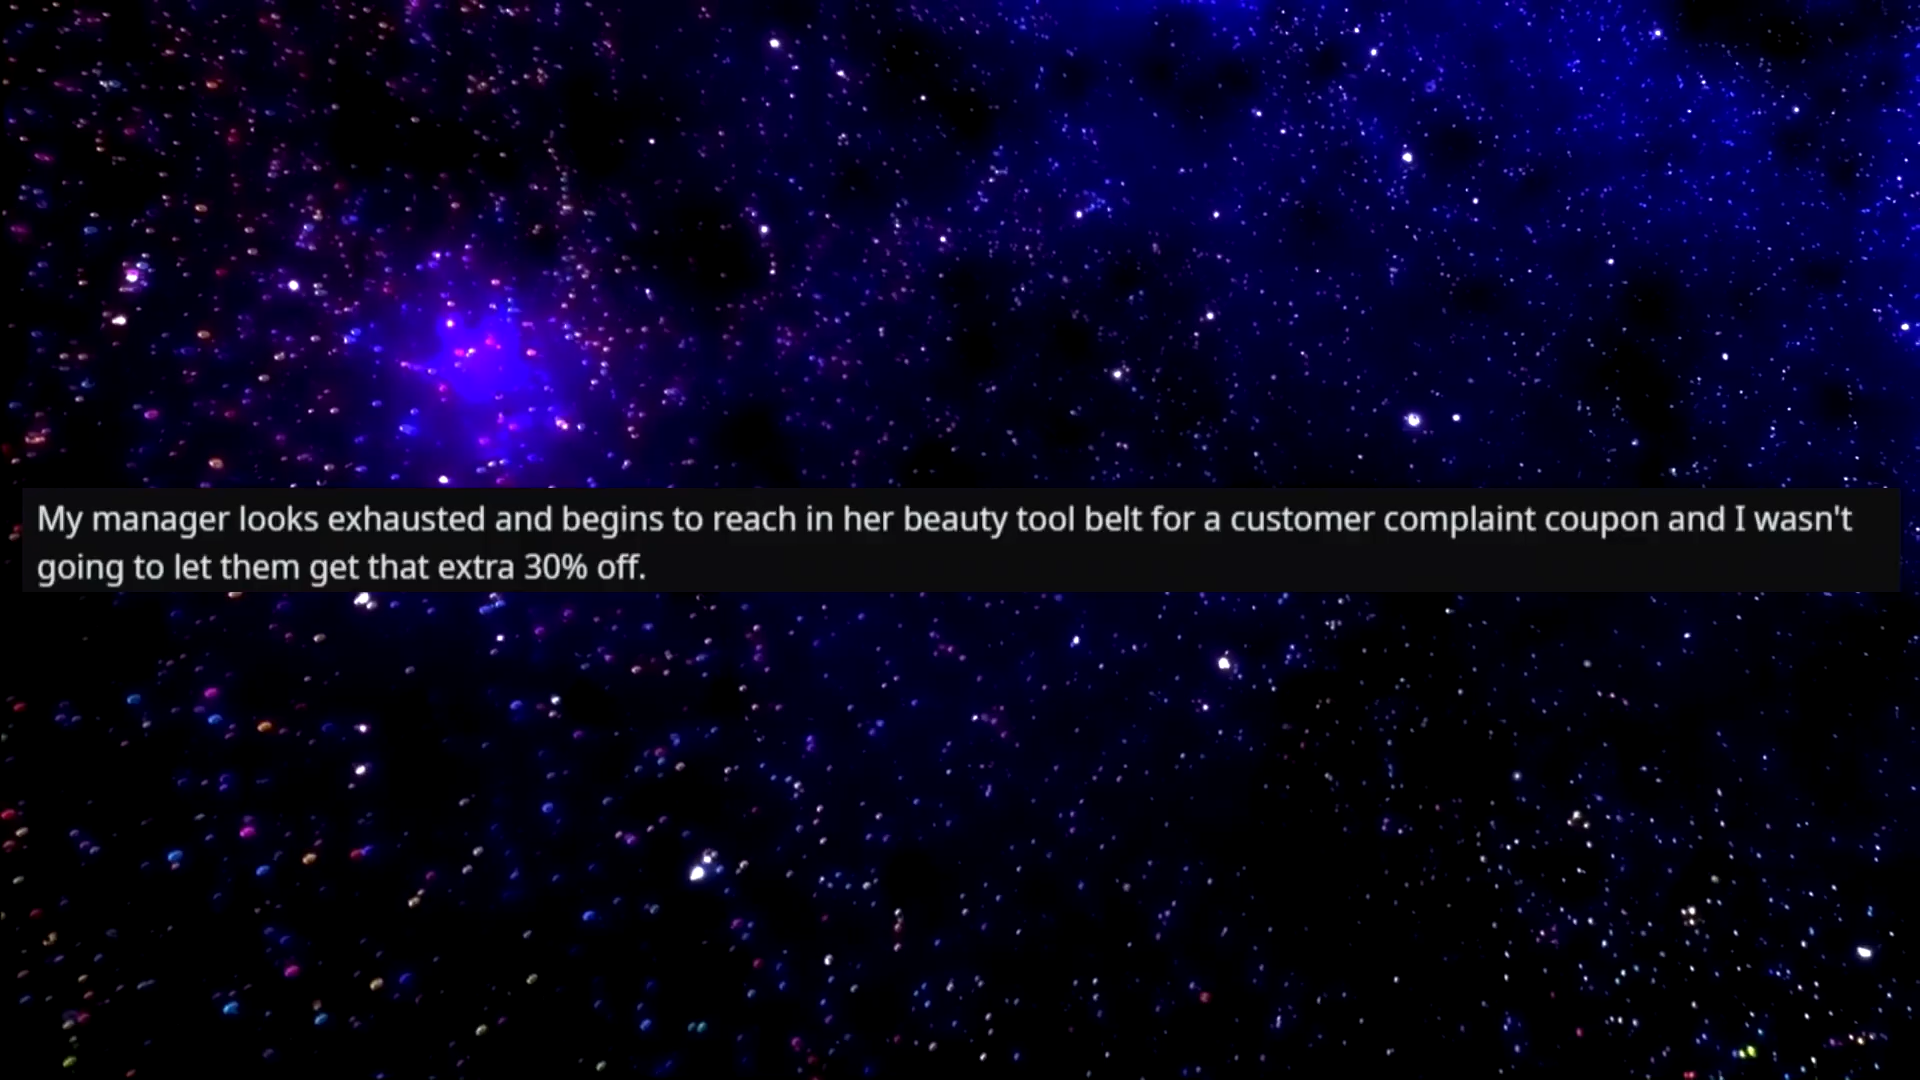 My manager looks exhausted and begins to reach in her beauty tool belt for a customer complaint coupon and I wasn't
going to let them get that extra 30% off.